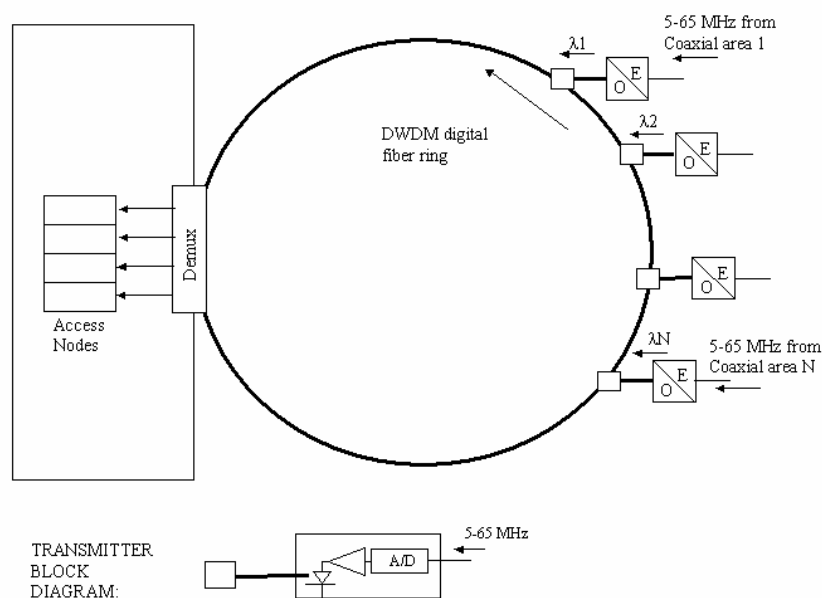 5-65 MHz from
Coaxial area 1
λ1
E
O
λ2
E
O
DWDM digital
fiber ring
Demux
E
O
Access
Nodes
λN
5-65 MHz from
Coaxial area N
E
O
TRANSMITTER
BLOCK
DIAGRAM:
A/D
5-65 MHz